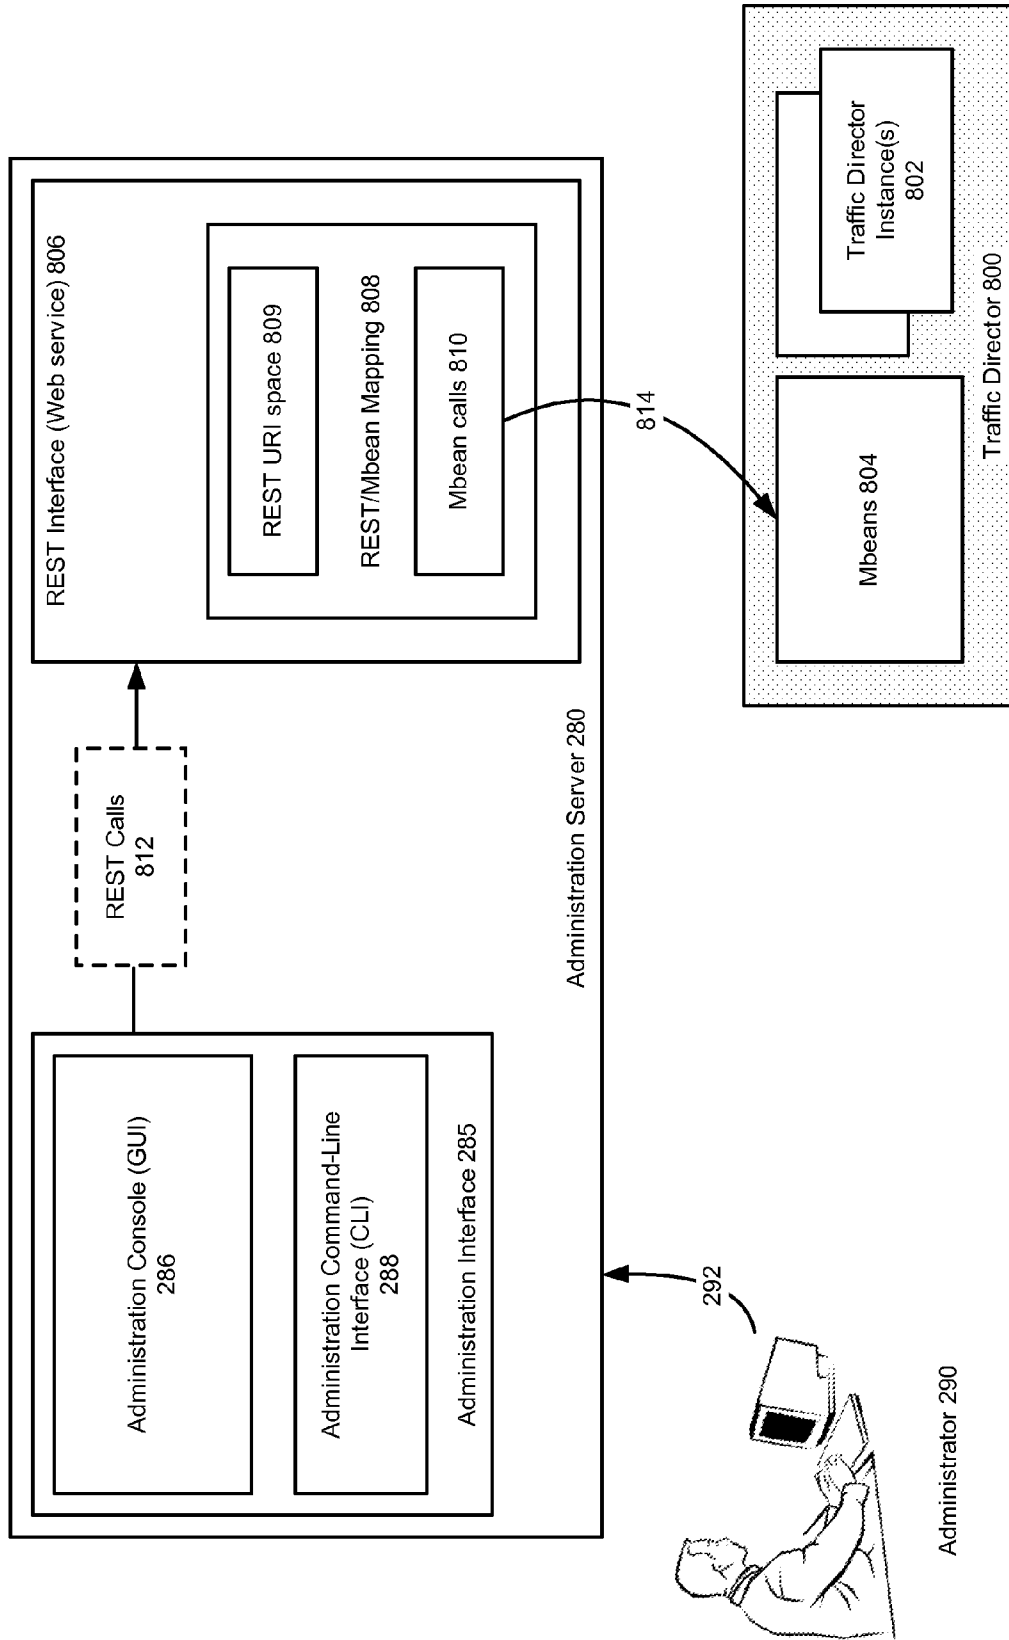 Administration Console (GUI)
286
Administration Command-Line
Interface (CLI)
288
Administration Interface 285
REST Calls
812
REST Interface (Web service) 806
REST URI space 809
REST/Mbean Mapping 808
Mbean calls 810
Administration Server 280
292
814
Administrator 290
Mbeans 804
Traffic Director
Instance(s)
802
Traffic Director 800